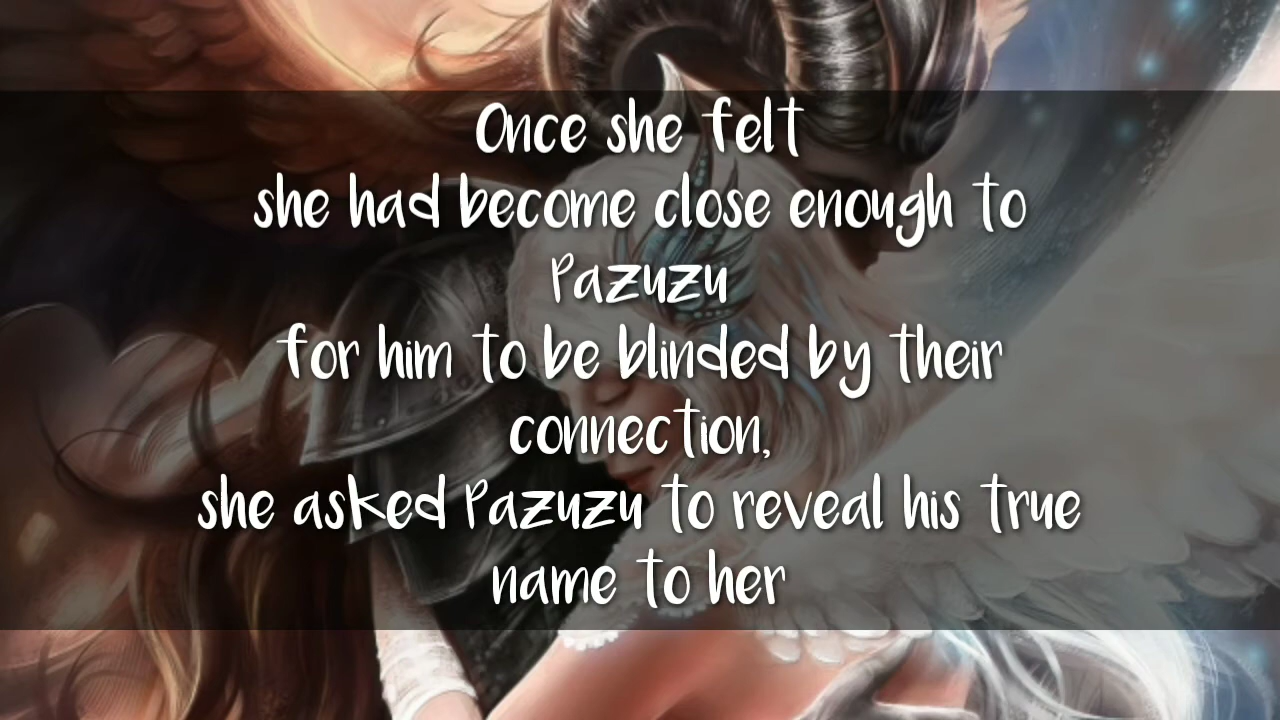 Once she felt
she had become close enough to
Pazuzu
for him to be blinded by their
connection,
she asked Pazuzu to reveal his true
name to her